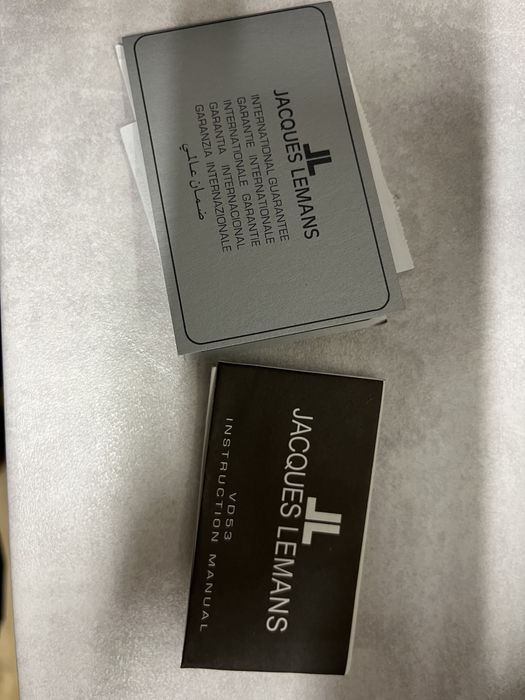 JL
JACQUES LEMANS
INTERNATIONAL GUARANTEE
GARANTIE INTERNATIONALE
INTERNATIONALE GARANTIE
GARANTIA INTERNACIONAL
GARANZIA INTERNAZIONALE
ضمان عالمي
JL
JACQUES LEMANS
VD53
INSTRUCTION MANUAL